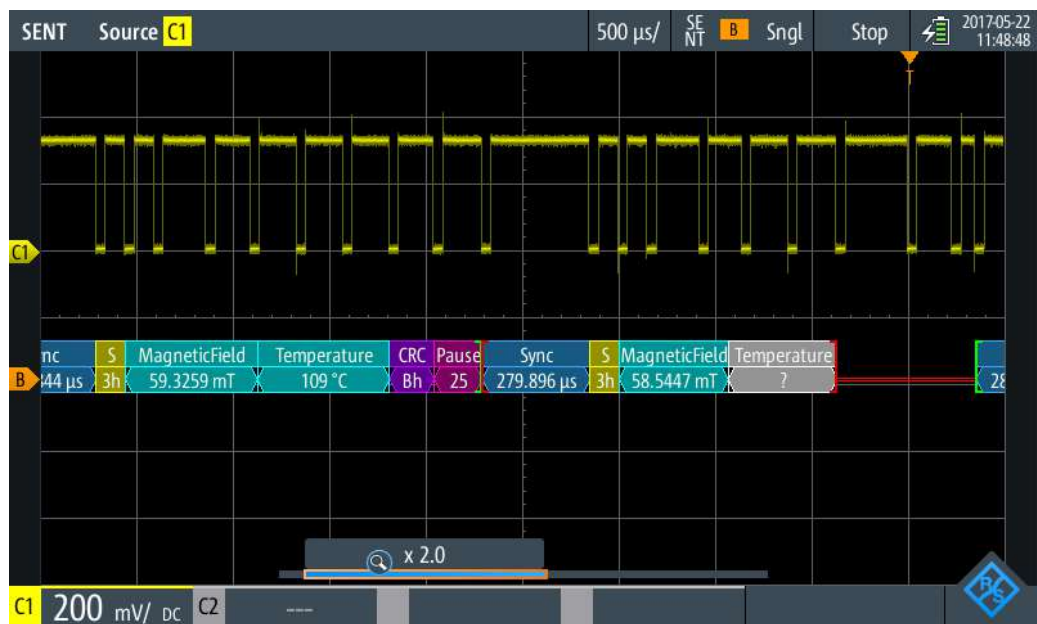 SENT Source C1 500 µs/ SENT B Sngl Stop 2017-05-22
11:48:48
T
C1
nc S MagneticField Temperature CRC Pause Sync S MagneticField Temperature
B 344 µs 3h 59.3259 mT 109 °C Bh 25 279.896 µs 3h 58.5447 mT ? 28
x 2.0
C1 200 mV/ DC C2 ---
R&S